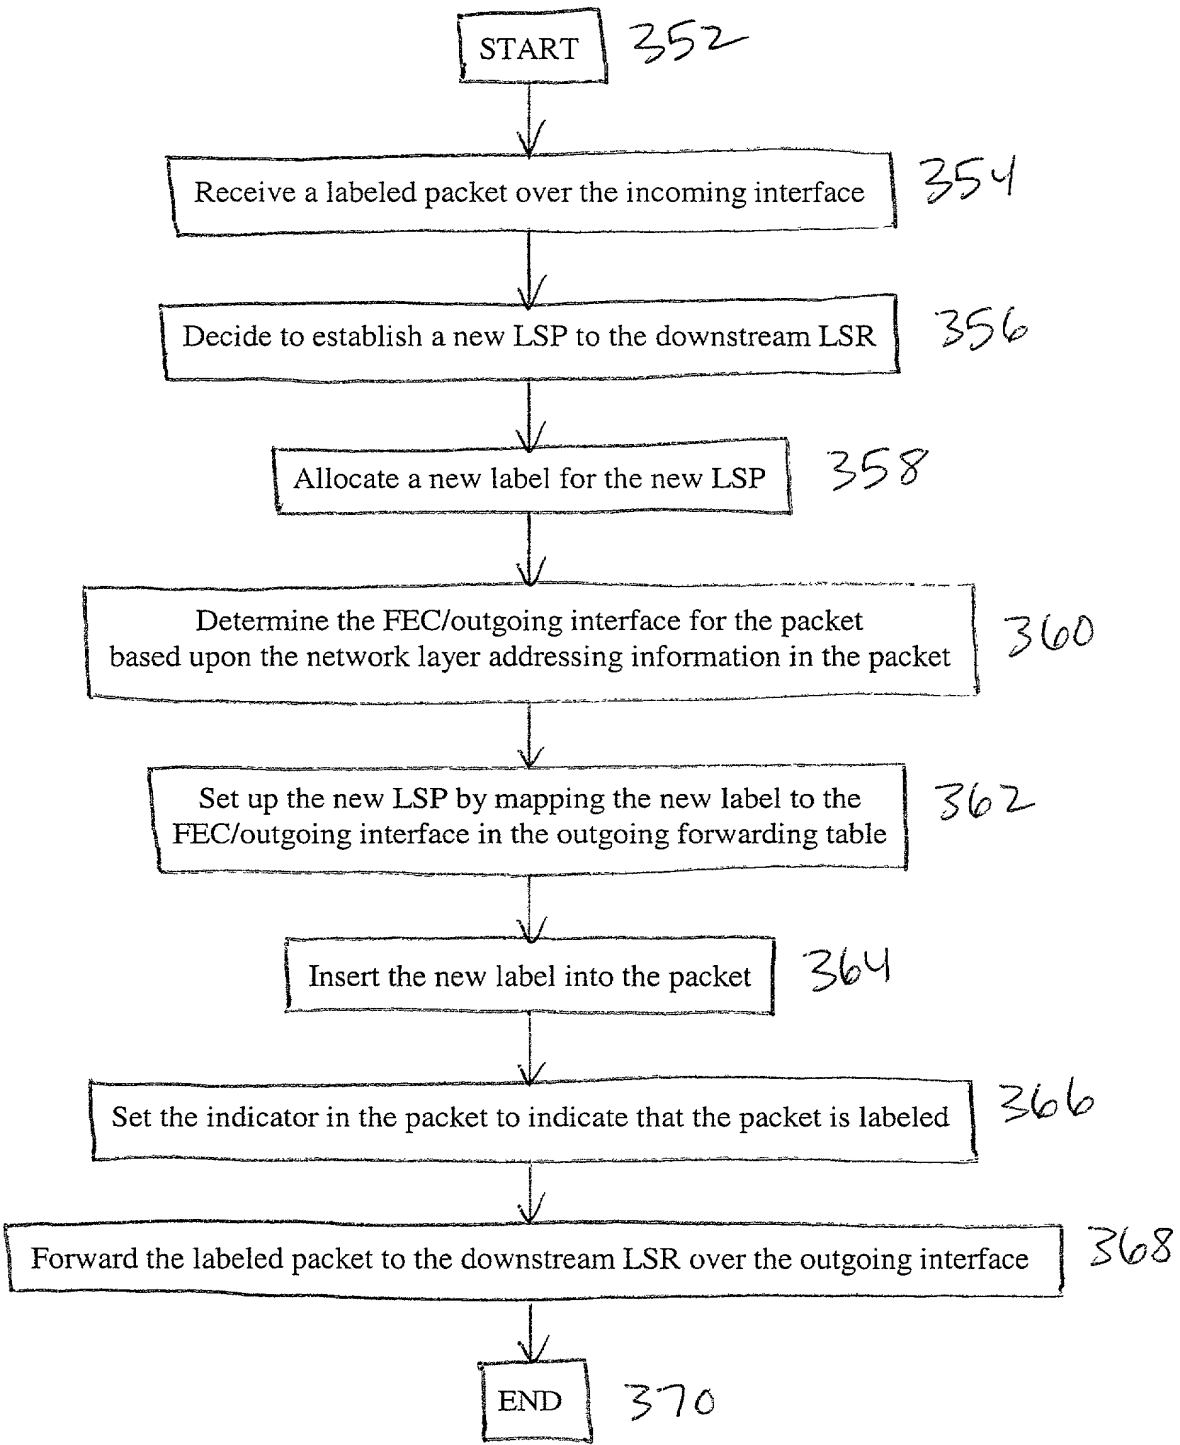 START 352
Receive a labeled packet over the incoming interface 354
Decide to establish a new LSP to the downstream LSR 356
Allocate a new label for the new LSP 358
Determine the FEC/outgoing interface for the packet
based upon the network layer addressing information in the packet 360
Set up the new LSP by mapping the new label to the 362
FEC/outgoing interface in the outgoing forwarding table
Insert the new label into the packet 364
Set the indicator in the packet to indicate that the packet is labeled 366
Forward the labeled packet to the downstream LSR over the outgoing interface 368
END 370